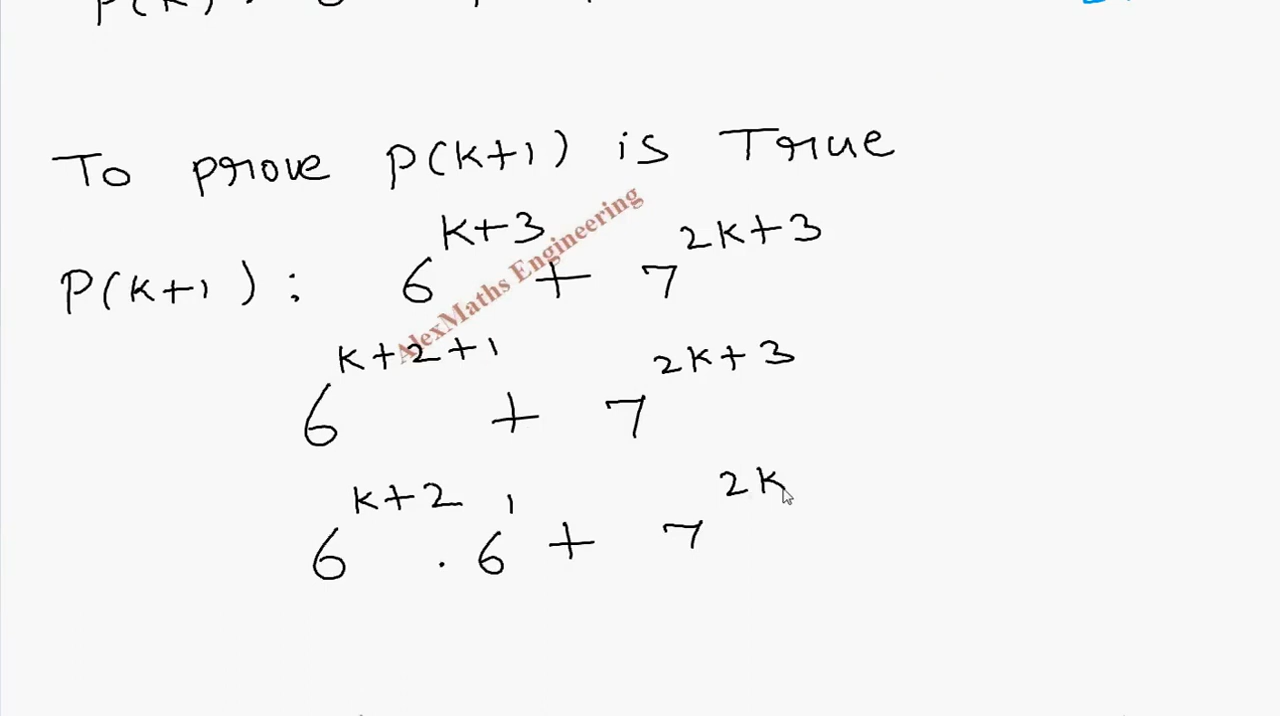 To prove P(k+1) is True
P(k+1) : 6^{k+3} + 7^{2k+3}
6^{k+2+1} + 7^{2k+3}
6^{k+2} . 6^1 + 7^{2k}
AlexMaths Engineering